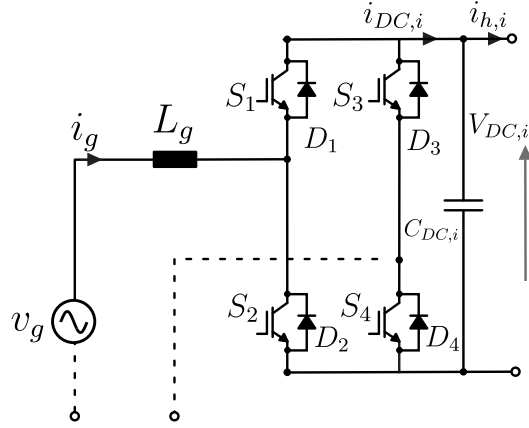 i_{DC,i} i_{h,i}
S_1 S_3
i_g L_g D_1 D_3 V_{DC,i}
C_{DC,i}
S_2 S_4
v_g D_2 D_4